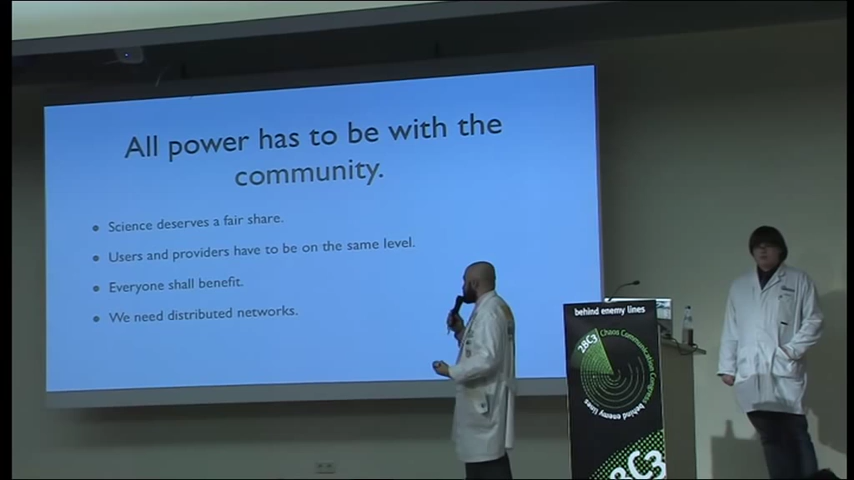 All power has to be with the
community.
Science deserves a fair share.
Users and providers have to be on the same level.
Everyone shall benefit.
We need distributed networks.
behind enemy lines
28C3 Chaos Communication Congress
behind enemy lines
28C3